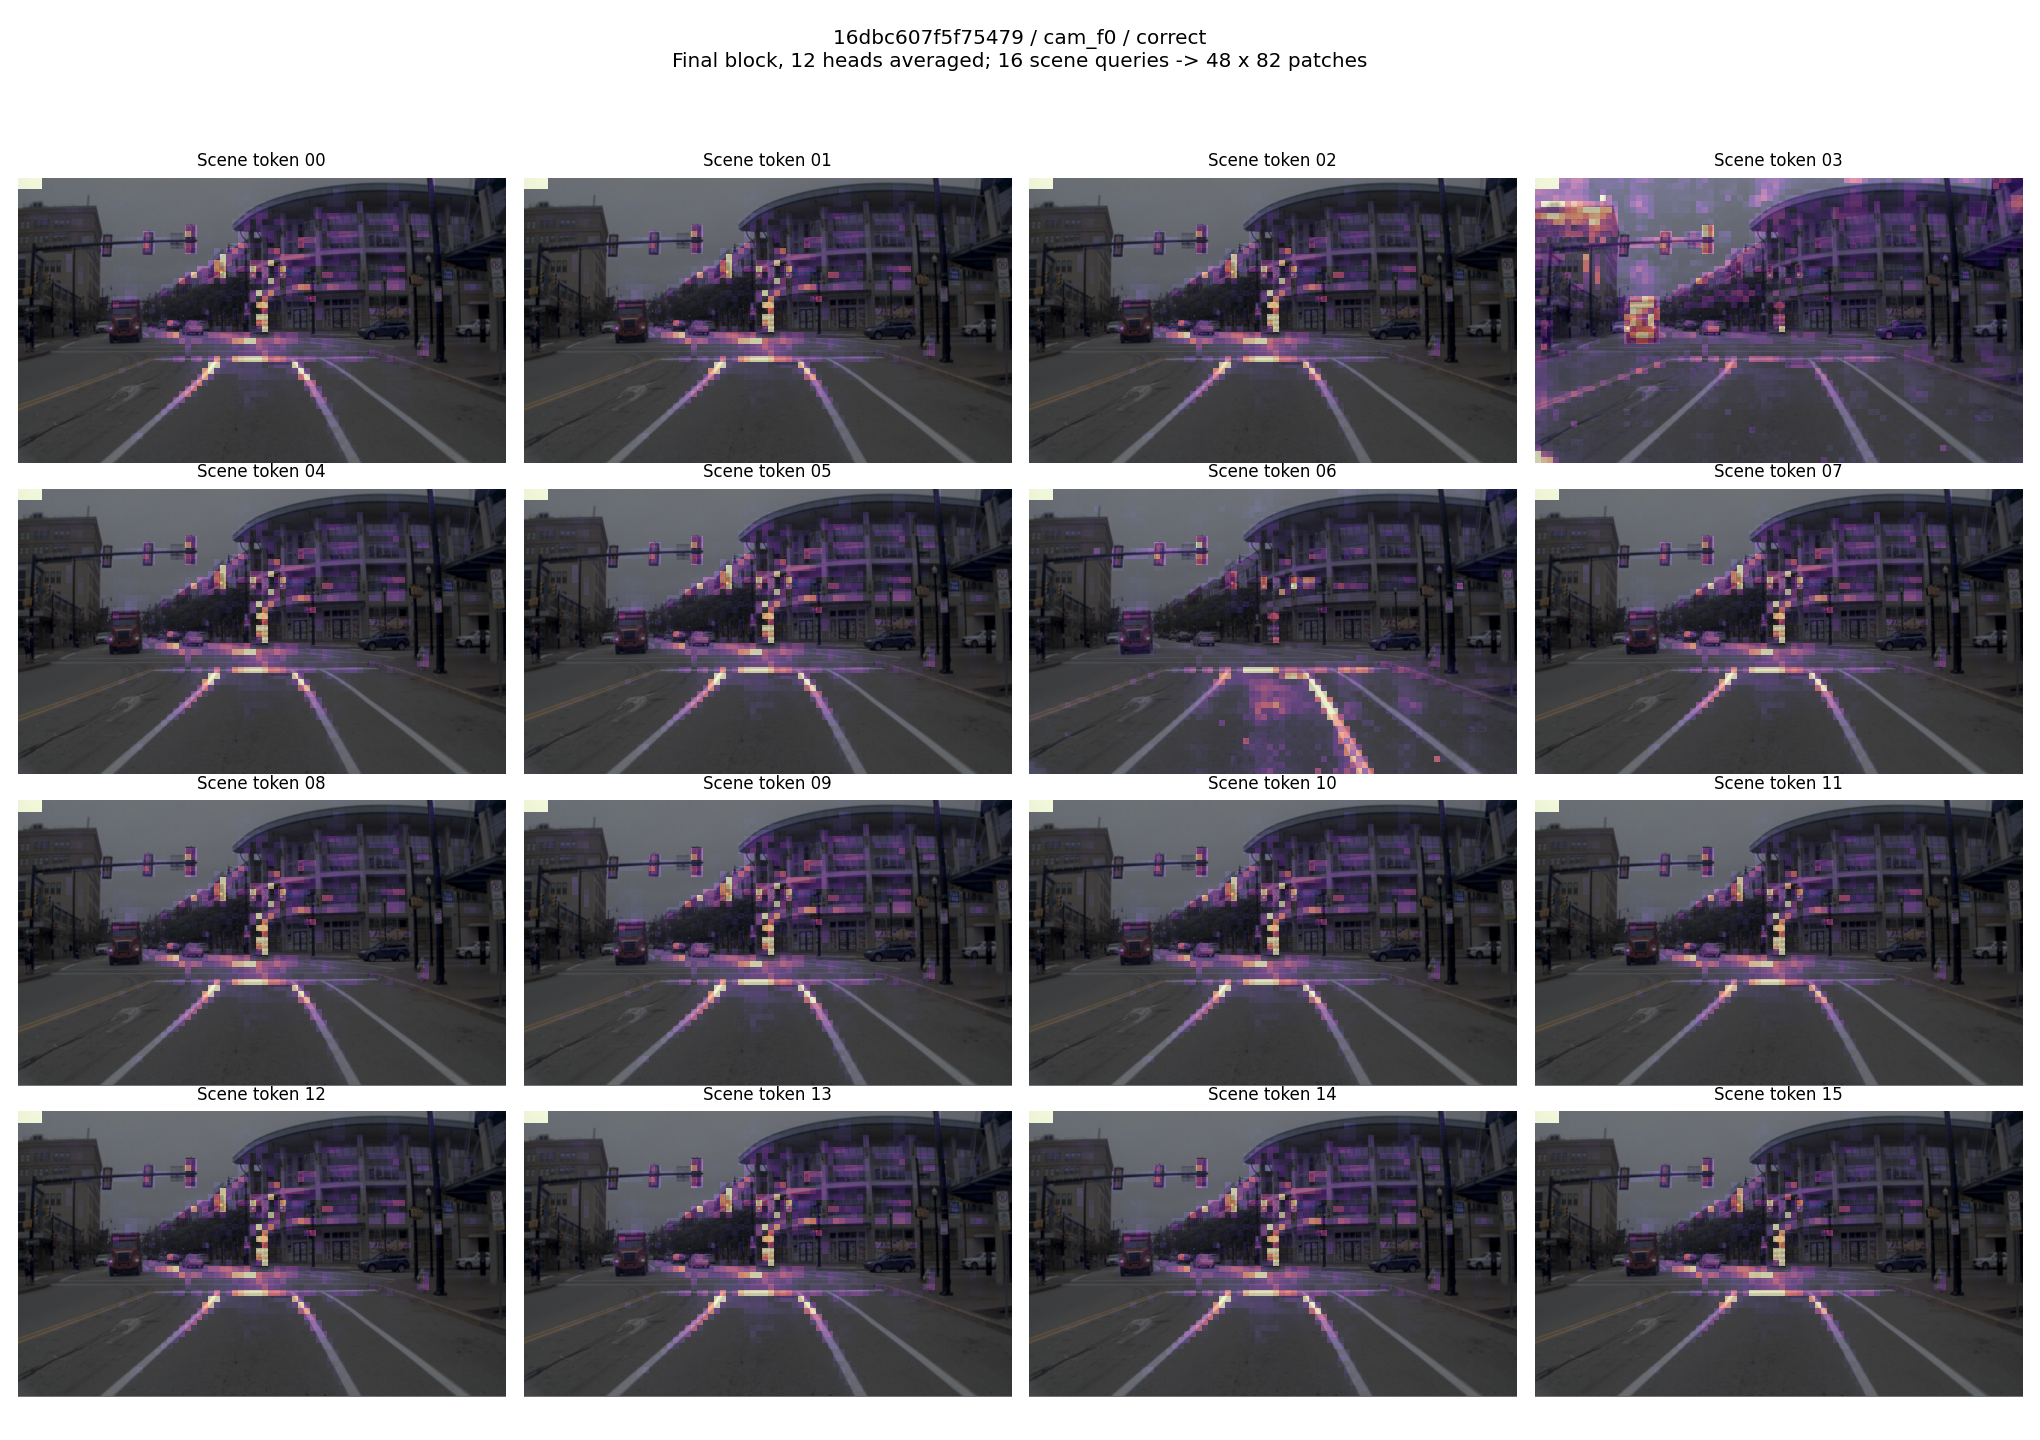 16dbc607f5f75479 / cam_f0 / correct
Final block, 12 heads averaged; 16 scene queries -> 48 x 82 patches
Scene token 00
Scene token 01
Scene token 02
Scene token 03
Scene token 04
Scene token 05
Scene token 06
Scene token 07
Scene token 08
Scene token 09
Scene token 10
Scene token 11
Scene token 12
Scene token 13
Scene token 14
Scene token 15